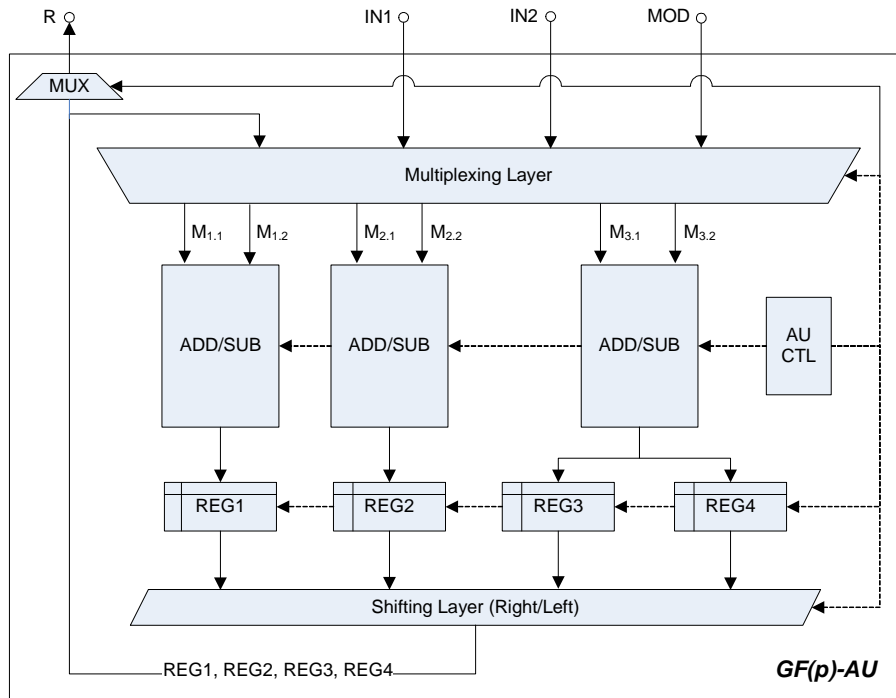 R
IN1
IN2
MOD
MUX
Multiplexing Layer
M1.1
M1.2
M2.1
M2.2
M3.1
M3.2
ADD/SUB
ADD/SUB
ADD/SUB
AU
CTL
REG1
REG2
REG3
REG4
Shifting Layer (Right/Left)
REG1, REG2, REG3, REG4
GF(p)-AU